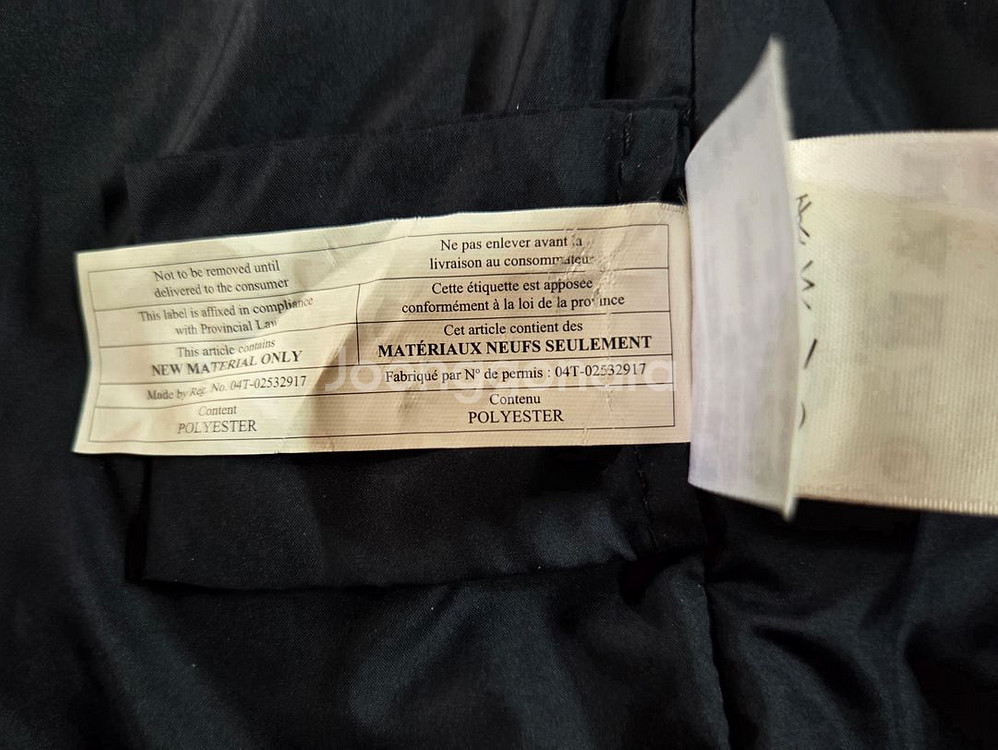 Not to be removed until
delivered to the consumer
This label is affixed in compliance
with Provincial Law
This article contains
NEW MATERIAL ONLY
Made by Reg. No. 04T-02532917
Content
POLYESTER
Ne pas enlever avant la
livraison au consommateur
Cette étiquette est apposée
conformément à la loi de la province
Cet article contient des
MATÉRIAUX NEUFS SEULEMENT
Fabriqué par Nº de permis : 04T-02532917
Contenu
POLYESTER
Joongonara